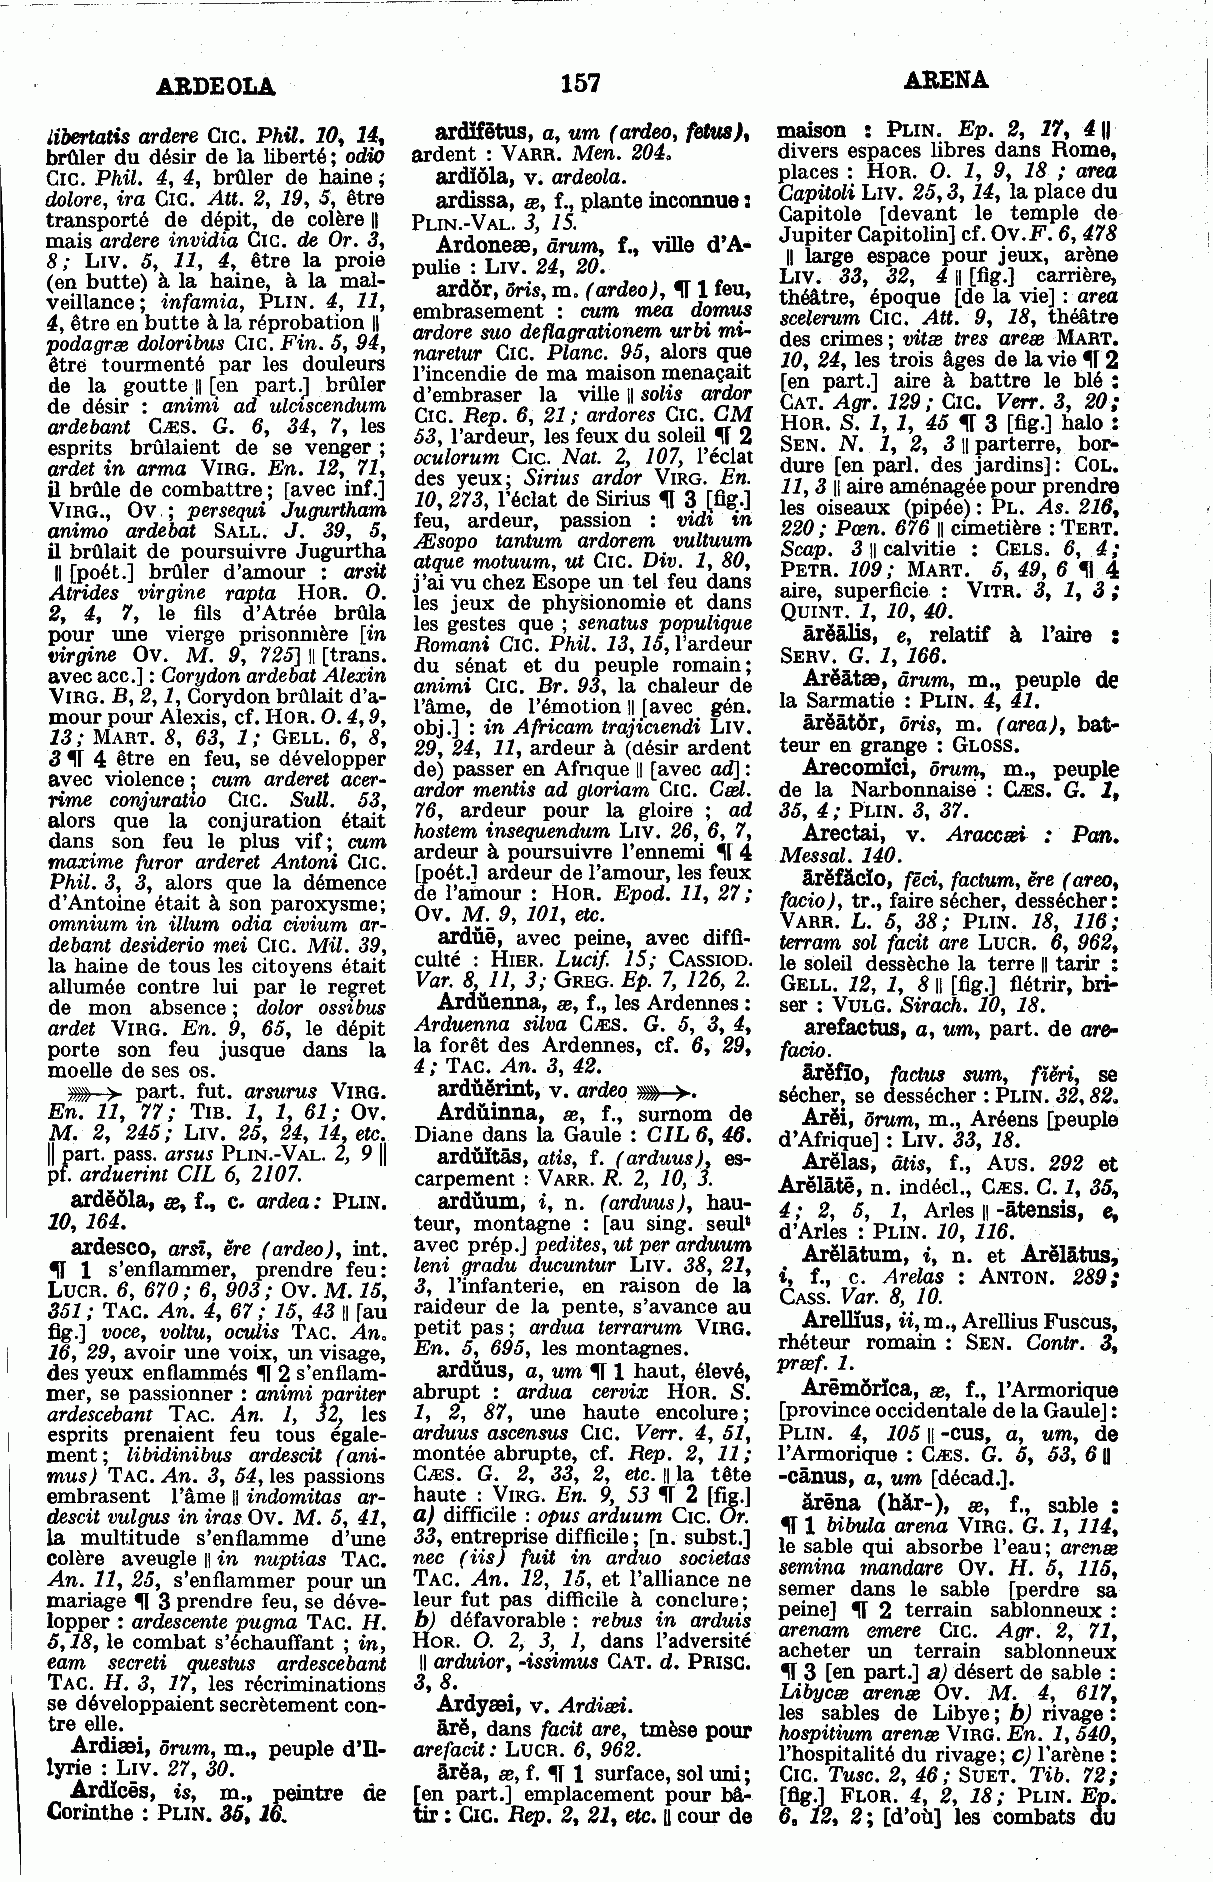 ARDEOLA
157
ARENA
libertatis ardere CIC. Phil. 10, 14,
brûler du désir de la liberté; odio
CIC. Phil. 4, 4, brûler de haine;
dolore, ira CIC. Att. 2, 19, 5, être
transporté de dépit, de colère ||
mais ardere invidia CIC. de Or. 3,
8; LIV. 5, 11, 4, être la proie
(en butte) à la haine, à la mal-
veillance; infamia, PLIN. 4, 11,
4, être en butte à la réprobation ||
podagræ doloribus CIC. Fin. 5, 94,
être tourmenté par les douleurs
de la goutte || [en part.] brûler
de désir : animi ad ulciscendum
ardebant CÆS. G. 6, 34, 7, les
esprits brûlaient de se venger;
ardet in arma VIRG. En. 12, 71,
il brûle de combattre; [avec inf.]
VIRG., OV.; persequi Jugurtham
animo ardebat SALL. J. 39, 5,
il brûlait de poursuivre Jugurtha
|| [poét.] brûler d'amour : arsit
Atrides virgine rapta HOR. O.
2, 4, 7, le fils d'Atrée brûla
pour une vierge prisonnière [in
virgine OV. M. 9, 725] || [trans.
avec acc.] : Corydon ardebat Alexin
VIRG. B, 2, 1, Corydon brûlait d'a-
mour pour Alexis, cf. HOR. O. 4, 9,
13; MART. 8, 63, 1; GELL. 6, 8,
3 ¶ 4 être en feu, se développer
avec violence; cum arderet acer-
rime conjuratio CIC. Sull. 53,
alors que la conjuration était
dans son feu le plus vif; cum
maxime furor arderet Antoni CIC.
Phil. 3, 3, alors que la démence
d'Antoine était à son paroxysme;
omnium in illum odia civium ar-
debant desiderio mei CIC. Mil. 39,
la haine de tous les citoyens était
allumée contre lui par le regret
de mon absence; dolor ossibus
ardet VIRG. En. 9, 65, le dépit
porte son feu jusque dans la
moelle de ses os.
»»→ part. fut. arsurus VIRG.
En. 11, 77; TIB. 1, 1, 61; OV.
M. 2, 245; LIV. 25, 24, 14, etc.
|| part. pass. arsus PLIN.-VAL. 2, 9 ||
pf. arduerint CIL 6, 2107.
ardĕŏla, æ, f., c. ardea : PLIN.
10, 164.
ardesco, arsī, ĕre (ardeo), int.
¶ 1 s'enflammer, prendre feu:
LUCR. 6, 670; 6, 903; OV. M. 15,
351; TAC. An. 4, 67; 15, 43 || [au
fig.] voce, voltu, oculis TAC. An.
16, 29, avoir une voix, un visage,
des yeux enflammés ¶ 2 s'enflam-
mer, se passionner : animi pariter
ardescebant TAC. An. 1, 32, les
esprits prenaient feu tous égale-
ment; libidinibus ardescit (ani-
mus) TAC. An. 3, 54, les passions
embrasent l'âme || indomitas ar-
descit vulgus in iras OV. M. 5, 41,
la multitude s'enflamme d'une
colère aveugle || in nuptias TAC.
An. 11, 25, s'enflammer pour un
mariage ¶ 3 prendre feu, se déve-
lopper : ardescente pugna TAC. H.
5, 18, le combat s'échauffant ; in,
eam secreti questus ardescebant
TAC. H. 3, 17, les récriminations
se développaient secrètement con-
tre elle.
Ardiæi, ōrum, m., peuple d'Il-
lyrie : LIV. 27, 30.
Ardĭcēs, is, m., peintre de
Corinthe : PLIN. 35, 16.
ardĭfētus, a, um (ardeo, fetus),
ardent : VARR. Men. 204.
ardĭŏla, v. ardeola.
ardissa, æ, f., plante inconnue :
PLIN.-VAL. 3, 15.
Ardoneæ, ārum, f., ville d'A-
pulie : LIV. 24, 20.
ardŏr, ōris, m. (ardeo), ¶ 1 feu,
embrasement : cum mea domus
ardore suo deflagrationem urbi mi-
naretur CIC. Planc. 95, alors que
l'incendie de ma maison menaçait
d'embraser la ville || solis ardor
CIC. Rep. 6, 21; ardores CIC. CM
53, l'ardeur, les feux du soleil ¶ 2
oculorum CIC. Nat. 2, 107, l'éclat
des yeux; Sirius ardor VIRG. En.
10, 273, l'éclat de Sirius ¶ 3 [fig.]
feu, ardeur, passion : vidi in
Æsopo tantum ardorem vultuum
atque motuum, ut CIC. Div. 1, 80,
j'ai vu chez Esope un tel feu dans
les jeux de physionomie et dans
les gestes que ; senatus populique
Romani CIC. Phil. 13, 15, l'ardeur
du sénat et du peuple romain;
animi CIC. Br. 93, la chaleur de
l'âme, de l'émotion || [avec gén.
obj.] : in Africam trajiciendi LIV.
29, 24, 11, ardeur à (désir ardent
de) passer en Afrique || [avec ad] :
ardor mentis ad gloriam CIC. Cæl.
76, ardeur pour la gloire ; ad
hostem insequendum LIV. 26, 6, 7,
ardeur à poursuivre l'ennemi ¶ 4
[poét.] ardeur de l'amour, les feux
de l'amour : HOR. Epod. 11, 27;
OV. M. 9, 101, etc.
ardŭē, avec peine, avec diffi-
culté : HIER. Lucif. 15; CASSIOD.
Var. 8, 11, 3; GREG. Ep. 7, 126, 2.
Ardŭenna, æ, f., les Ardennes :
Arduenna silva CÆS. G. 5, 3, 4,
la forêt des Ardennes, cf. 6, 29,
4; TAC. An. 3, 42.
ardŭĕrint, v. ardeo »»→.
Ardŭinna, æ, f., surnom de
Diane dans la Gaule : CIL 6, 46.
ardŭĭtās, atis, f. (arduus), es-
carpement : VARR. R. 2, 10, 3.
ardŭum, i, n. (arduus), hau-
teur, montagne : [au sing. seult
avec prép.] pedites, ut per arduum
leni gradu ducuntur LIV. 38, 21,
3, l'infanterie, en raison de la
raideur de la pente, s'avance au
petit pas; ardua terrarum VIRG.
En. 5, 695, les montagnes.
ardŭus, a, um ¶ 1 haut, élevé,
abrupt : ardua cervix HOR. S.
1, 2, 87, une haute encolure;
arduus ascensus CIC. Verr. 4, 51,
montée abrupte, cf. Rep. 2, 11;
CÆS. G. 2, 33, 2, etc. || la tête
haute : VIRG. En. 9, 53 ¶ 2 [fig.]
a) difficile : opus arduum CIC. Or.
33, entreprise difficile; [n. subst.]
nec (iis) fuit in arduo societas
TAC. An. 12, 15, et l'alliance ne
leur fut pas difficile à conclure;
b) défavorable : rebus in arduis
HOR. O. 2, 3, 1, dans l'adversité
|| arduior, -issimus CAT. d. PRISC.
3, 8.
Ardyæi, v. Ardiæi.
ārĕ, dans facit are, tmèse pour
arefacit : LUCR. 6, 962.
ārĕa, æ, f. ¶ 1 surface, sol uni;
[en part.] emplacement pour bâ-
tir : CIC. Rep. 2, 21, etc. || cour de
maison : PLIN. Ep. 2, 17, 4 ||
divers espaces libres dans Rome,
places : HOR. O. 1, 9, 18 ; area
Capitoli LIV. 25, 3, 14, la place du
Capitole [devant le temple de
Jupiter Capitolin] cf. OV. F. 6, 478
|| large espace pour jeux, arène
LIV. 33, 32, 4 || [fig.] carrière,
théâtre, époque [de la vie] : area
scelerum CIC. Att. 9, 18, théâtre
des crimes; vitæ tres areæ MART.
10, 24, les trois âges de la vie ¶ 2
[en part.] aire à battre le blé :
CAT. Agr. 129; CIC. Verr. 3, 20;
HOR. S. 1, 1, 45 ¶ 3 [fig.] halo :
SEN. N. 1, 2, 3 || parterre, bor-
dure [en parl. des jardins] : COL.
11, 3 || aire aménagée pour prendre
les oiseaux (pipée) : PL. As. 216,
220; Pœn. 676 || cimetière : TERT.
Scap. 3 || calvitie : CELS. 6, 4;
PETR. 109; MART. 5, 49, 6 ¶ 4
aire, superficie : VITR. 3, 1, 3;
QUINT. 1, 10, 40.
ārĕālis, e, relatif à l'aire :
SERV. G. 1, 166.
Arĕātæ, ārum, m., peuple de
la Sarmatie : PLIN. 4, 41.
ārĕātŏr, ōris, m. (area), bat-
teur en grange : GLOSS.
Arecomĭci, ōrum, m., peuple
de la Narbonnaise : CÆS. G. 1,
35, 4; PLIN. 3, 37.
Arectai, v. Araccæi : Pan.
Messal. 140.
ārĕfăcĭo, fēci, factum, ĕre (areo,
facio), tr., faire sécher, dessécher :
VARR. L. 5, 38; PLIN. 18, 116;
terram sol facit are LUCR. 6, 962,
le soleil dessèche la terre || tarir :
GELL. 12, 1, 8 || [fig.] flétrir, bri-
ser : VULG. Sirach. 10, 18.
arefactus, a, um, part. de are-
facio.
ārĕfīo, factus sum, fĭĕri, se
sécher, se dessécher : PLIN. 32, 82.
Arĕi, ōrum, m., Aréens [peuple
d'Afrique] : LIV. 33, 18.
Arĕlas, ātis, f., AUS. 292 et
Arĕlātē, n. indécl., CÆS. C. 1, 35,
4; 2, 5, 1, Arles || -ātensis, e,
d'Arles : PLIN. 10, 116.
Arĕlātum, i, n. et Arĕlātus,
i, f., c. Arelas : ANTON. 289;
CASS. Var. 8, 10.
Arellĭus, ii, m., Arellius Fuscus,
rhéteur romain : SEN. Contr. 3,
præf. 1.
Arēmŏrĭca, æ, f., l'Armorique
[province occidentale de la Gaule] :
PLIN. 4, 105 || -cus, a, um, de
l'Armorique : CÆS. G. 5, 53, 6 ||
-cānus, a, um [décad.].
ărēna (hăr-), æ, f., sable :
¶ 1 bibula arena VIRG. G. 1, 114,
le sable qui absorbe l'eau; arenæ
semina mandare OV. H. 5, 115,
semer dans le sable [perdre sa
peine] ¶ 2 terrain sablonneux :
arenam emere CIC. Agr. 2, 71,
acheter un terrain sablonneux
¶ 3 [en part.] a) désert de sable :
Libycæ arenæ OV. M. 4, 617,
les sables de Libye; b) rivage :
hospitium arenæ VIRG. En. 1, 540,
l'hospitalité du rivage; c) l'arène :
CIC. Tusc. 2, 46; SUET. Tib. 72;
[fig.] FLOR. 4, 2, 18; PLIN. Ep.
6, 12, 2; [d'où] les combats du